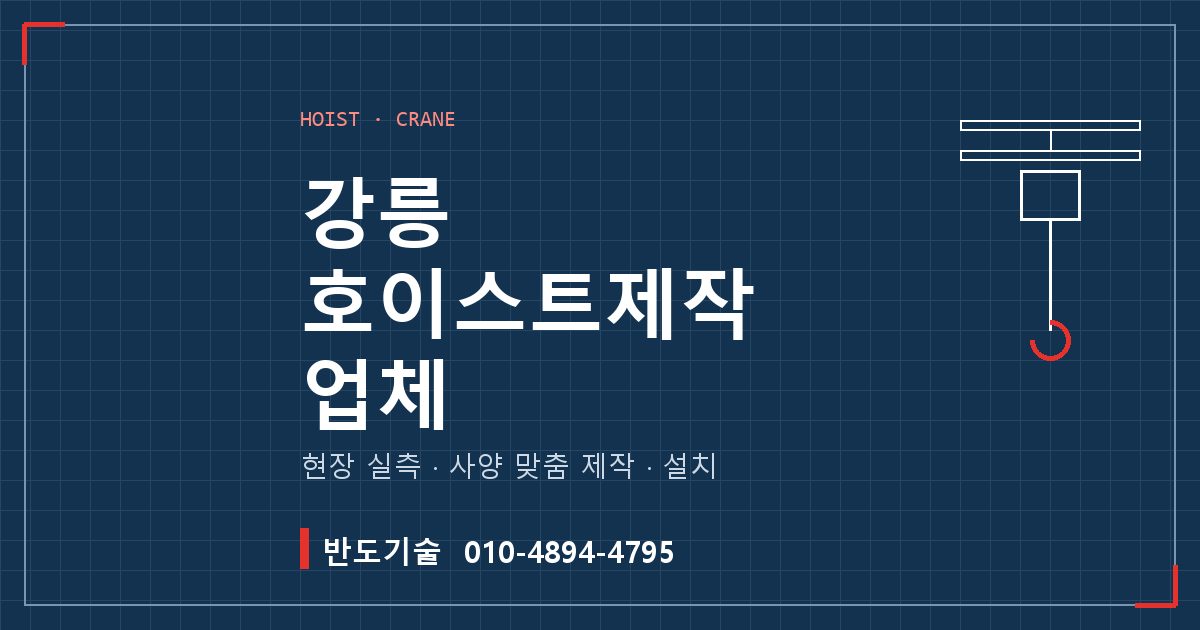 HOIST · CRANE
강릉
호이스트제작
업체
현장 실측 · 사양 맞춤 제작 · 설치
반도기술 010-4894-4795